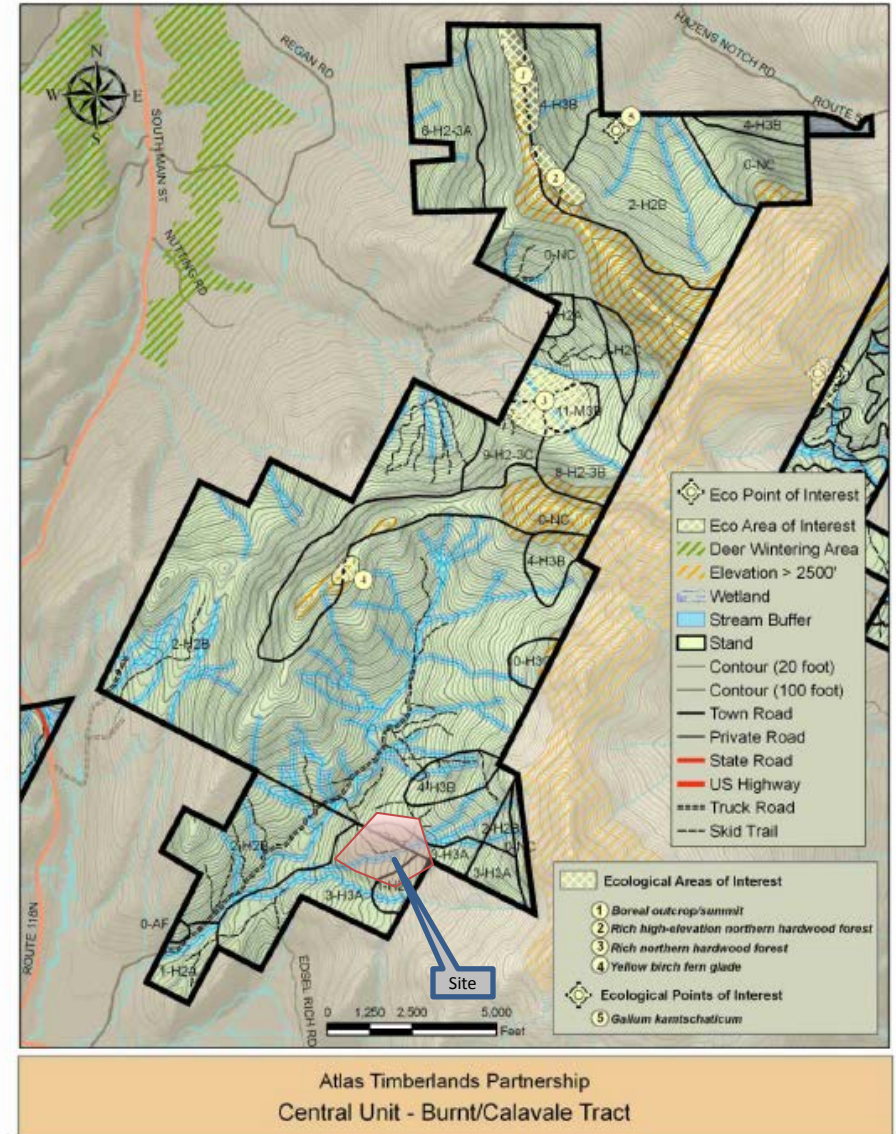 HAZENS NOTCH RD
REGAN RD
N
W
E
S
SOUTH MAIN ST
NUTTING RD
ROUTE 5
1
4-H3B
6-H2-3A
5
4-H3B
0-NC
2
2-H2B
0-NC
3
11-M3B
9-H2-3C
8-H2-3B
0-NC
4-H3B
4
2-H2B
4-H3B
2-H2B
3-H3A
3-H3A
3-H3A
0-AF
ROUTE 118N
EDSEL RICH RD
Site
0 1,250 2,500 5,000
Feet
Eco Point of Interest
Eco Area of Interest
Deer Wintering Area
Elevation > 2500'
Wetland
Stream Buffer
Stand
Contour (20 foot)
Contour (100 foot)
Town Road
Private Road
State Road
US Highway
Truck Road
Skid Trail
Ecological Areas of Interest
1 Boreal outcrop/summit
2 Rich high-elevation northern hardwood forest
3 Rich northern hardwood forest
4 Yellow birch fern glade
Ecological Points of Interest
5 Galium kamtschaticum
Atlas Timberlands Partnership
Central Unit - Burnt/Calavale Tract